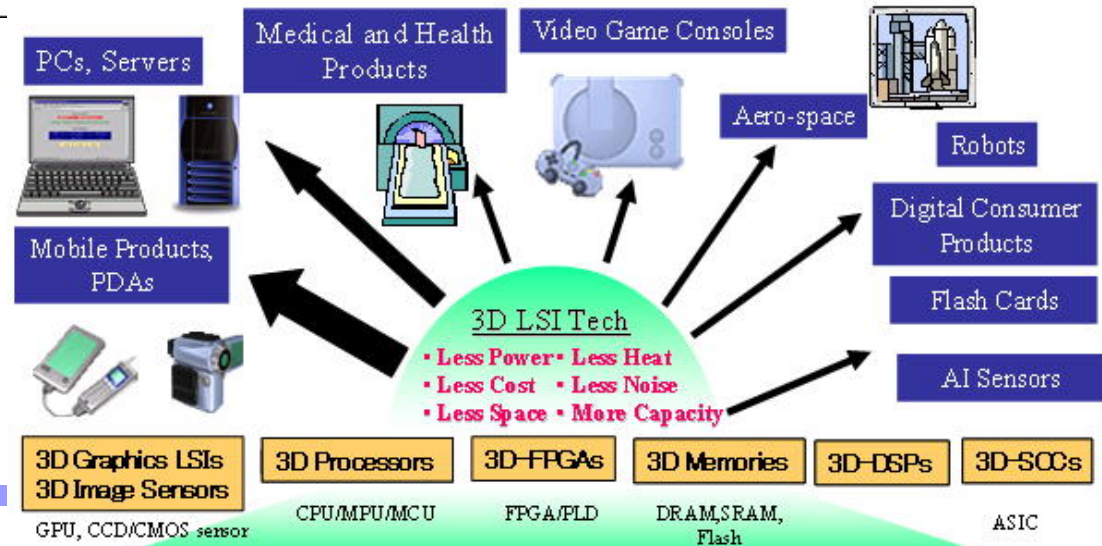 PCs, Servers
Medical and Health
Products
Video Game Consoles
Aero-space
Robots
Mobile Products,
PDAs
Digital Consumer
Products
Flash Cards
AI Sensors
3D LSI Tech
• Less Power • Less Heat
• Less Cost • Less Noise
• Less Space • More Capacity
3D Graphics LSIs
3D Image Sensors
3D Processors
3D-FPGAs
3D Memories
3D-DSPs
3D-SOCs
GPU, CCD/CMOS sensor
CPU/MPU/MCU
FPGA/PLD
DRAM,SRAM,
Flash
ASIC